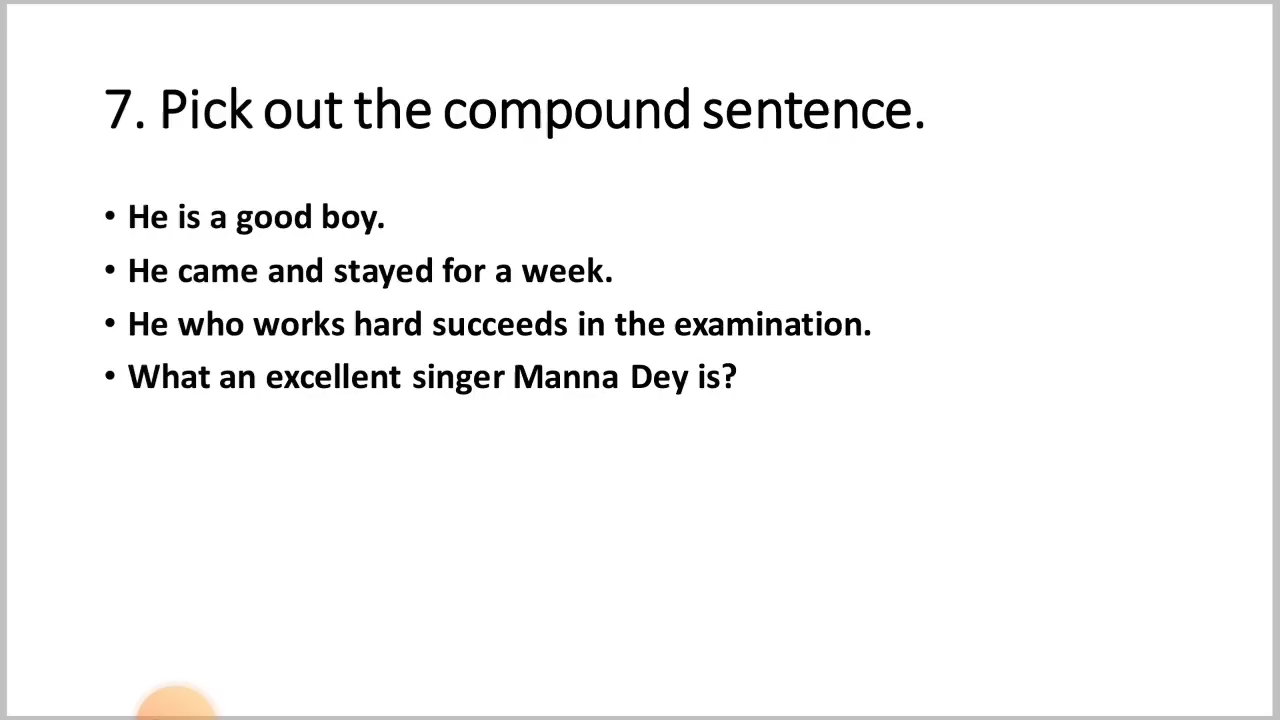 7. Pick out the compound sentence.
• He is a good boy.
• He came and stayed for a week.
• He who works hard succeeds in the examination.
• What an excellent singer Manna Dey is?